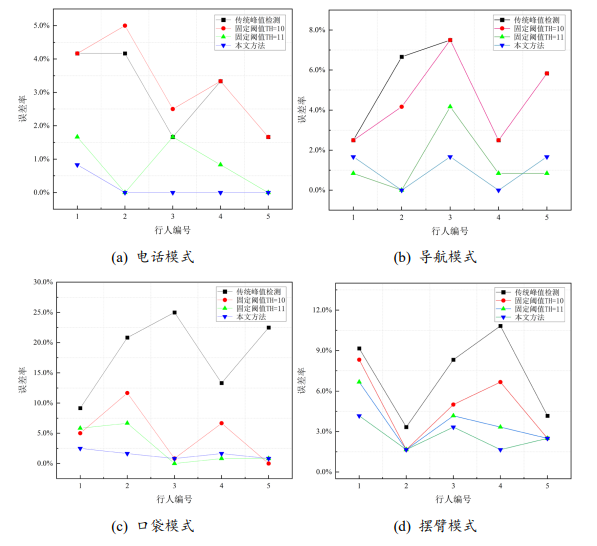 传统峰值检测
固定阈值TH=10
固定阈值TH=11
本文方法
5.0%
4.0%
3.0%
2.0%
1.0%
0.0%
误差率
1 2 3 4 5
行人编号
(a) 电话模式
传统峰值检测
固定阈值TH=10
固定阈值TH=11
本文方法
8.0%
6.0%
4.0%
2.0%
0.0%
误差率
1 2 3 4 5
行人编号
(b) 导航模式
传统峰值检测
固定阈值TH=10
固定阈值TH=11
本文方法
30.0%
25.0%
20.0%
15.0%
10.0%
5.0%
0.0%
误差率
1 2 3 4 5
行人编号
(c) 口袋模式
传统峰值检测
固定阈值TH=10
固定阈值TH=11
本文方法
12.0%
9.0%
6.0%
3.0%
0.0%
误差率
1 2 3 4 5
行人编号
(d) 摆臂模式